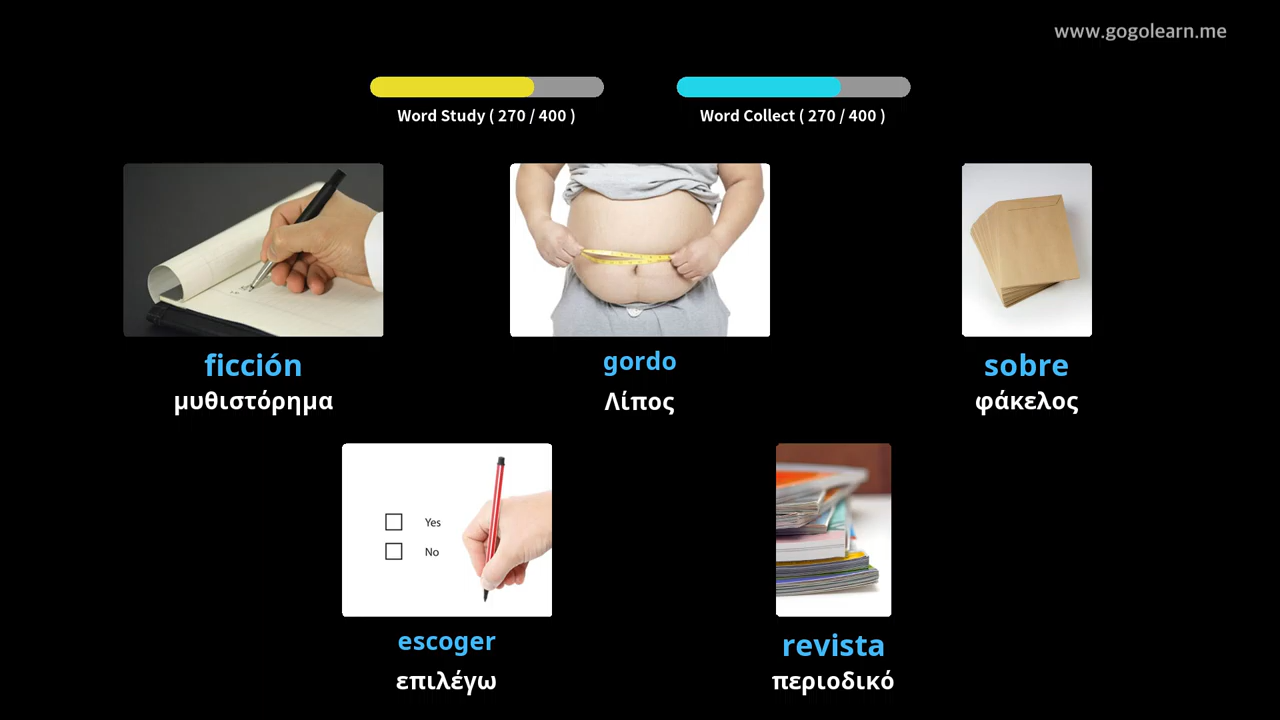 www.gogolearn.me
Word Study ( 270 / 400 )
Word Collect ( 270 / 400 )
ficción
μυθιστόρημα
gordo
Λίπος
sobre
φάκελος
Yes
No
escoger
επιλέγω
revista
περιοδικό